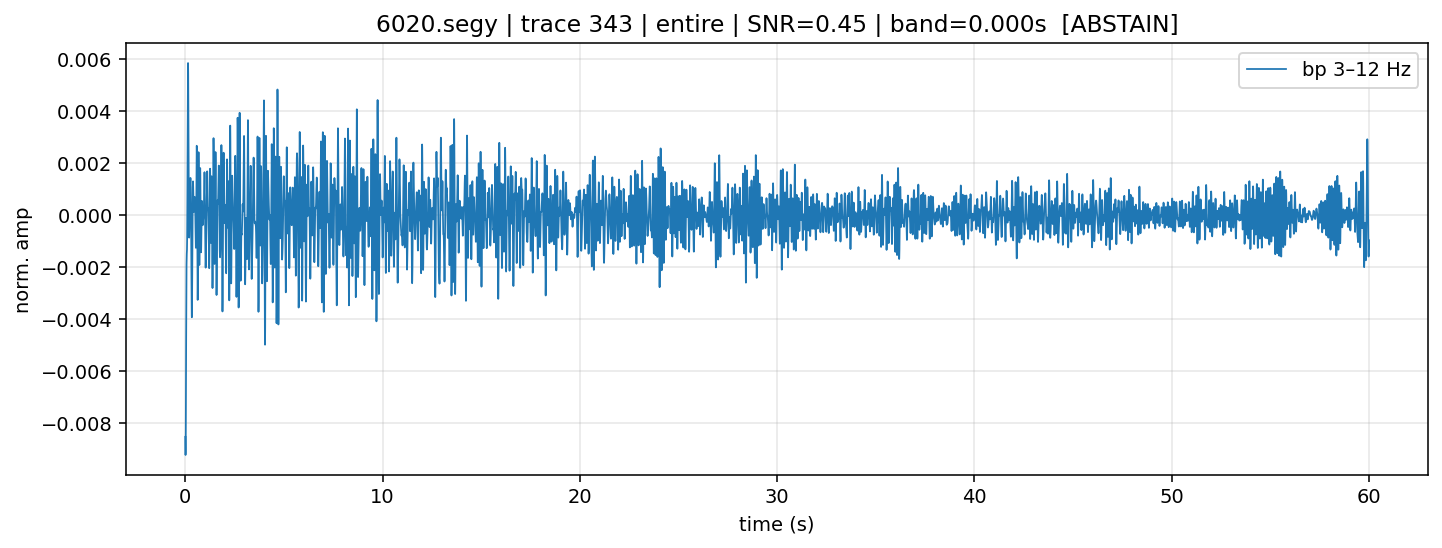 6020.segy | trace 343 | entire | SNR=0.45 | band=0.000s [ABSTAIN]
bp 3–12 Hz
norm. amp
0.006
0.004
0.002
0.000
−0.002
−0.004
−0.006
−0.008
0 10 20 30 40 50 60
time (s)